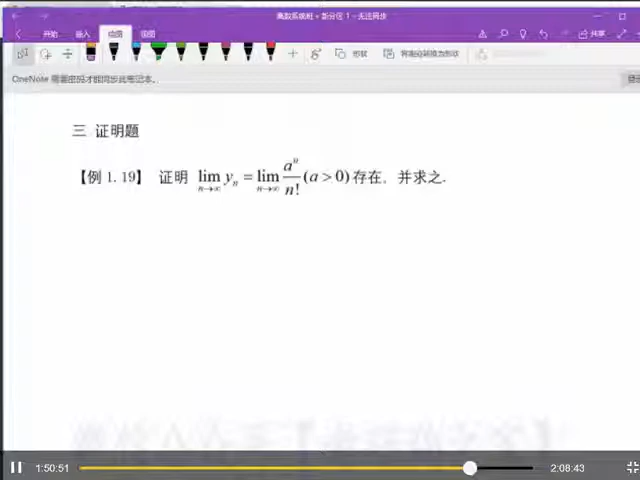 高数系统班 • 新分区 1 - 无法同步
开始 插入 绘图 视图 共享
形状 将墨迹转换为形状
OneNote 需要密码才能同步此笔记本。
三 证明题
【例 1.19】 证明 lim_{n→∞} y_n = lim_{n→∞} a^n/n! (a > 0) 存在, 并求之.
1:50:51 2:08:43